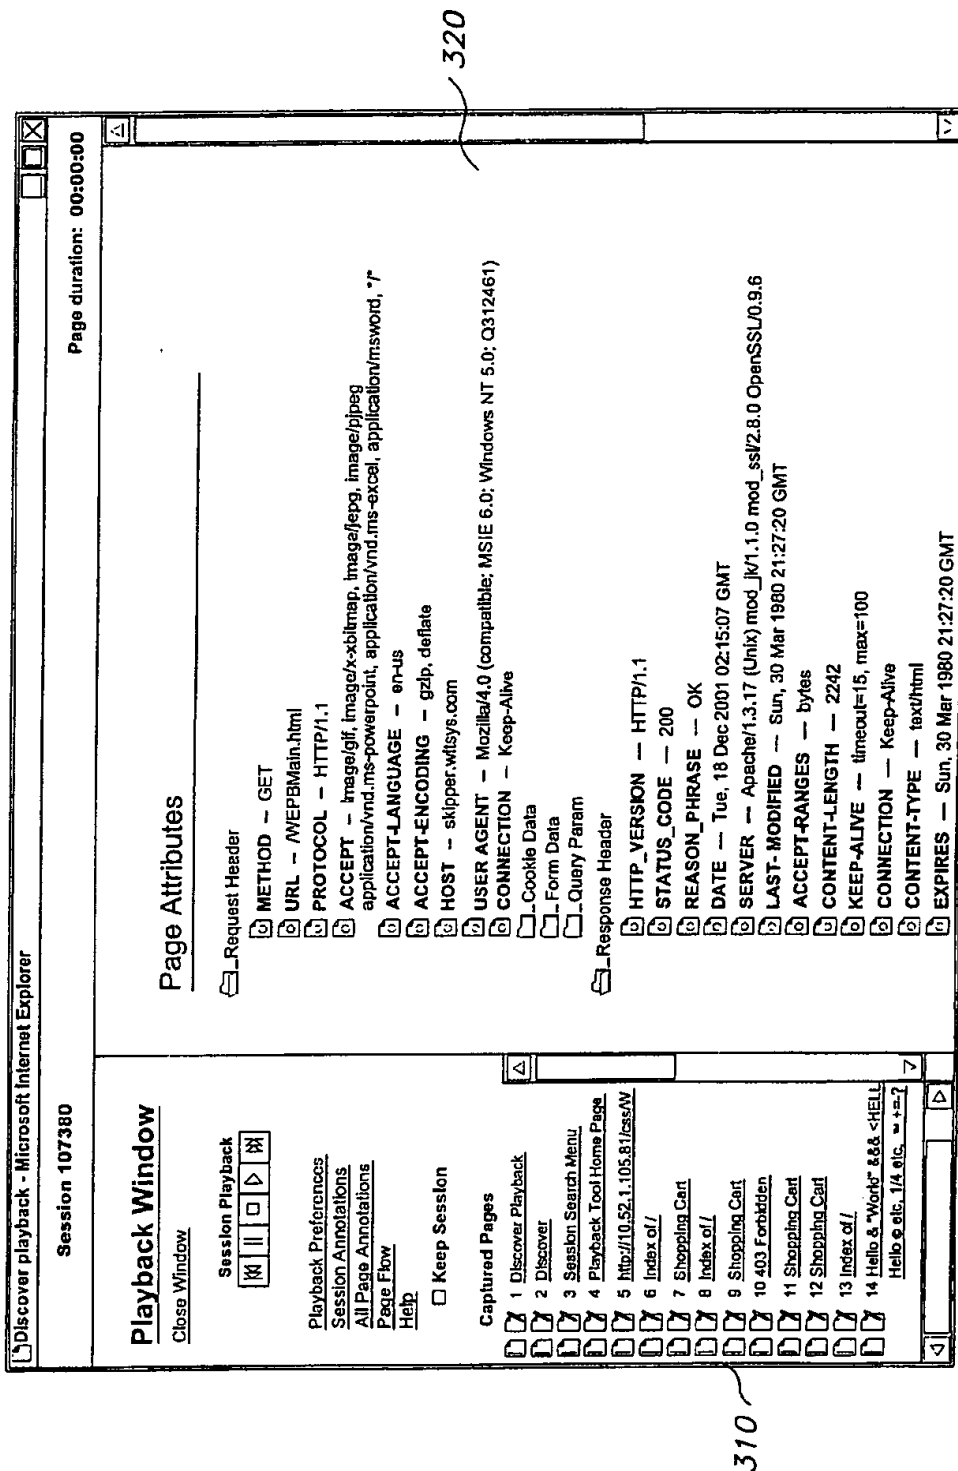 Discover playback - Microsoft Internet Explorer
Session 107380
Page duration: 00:00:00
Playback Window
Close Window
Session Playback
Playback Preferences
Session Annotations
All Page Annotations
Page Flow
Help
Keep Session
Captured Pages
1 Discover Playback
2 Discover
3 Session Search Menu
4 Playback Tool Home Page
5 http://10.52.1.105.81/css/W
6 Index of /
7 Shopping Cart
8 Index of /
9 Shopping Cart
10 403 Forbidden
11 Shopping Cart
12 Shopping Cart
13 Index of /
14 Hello & "World" &&& <HELL
Hello © etc, 1/4 etc,
310
Page Attributes
Request Header
METHOD – GET
URL – /WEPBMain.html
PROTOCOL – HTTP/1.1
ACCEPT – image/gif, image/x-xbitmap, image/jepg, image/pjpeg
application/vnd.ms-powerpoint, application/vnd.ms-excel, application/msword, */*
ACCEPT-LANGUAGE – en-us
ACCEPT-ENCODING – gzip, deflate
HOST – skipper.wltsys.com
USER AGENT – Mozilla/4.0 (compatible; MSIE 6.0; Windows NT 5.0; Q312461)
CONNECTION – Keep-Alive
Cookie Data
Form Data
Query Param
Response Header
HTTP_VERSION — HTTP/1.1
STATUS_CODE — 200
REASON_PHRASE — OK
DATE — Tue, 18 Dec 2001 02:15:07 GMT
SERVER — Apache/1.3.17 (Unix) mod_jk/1.1.0 mod_ssl/2.8.0 OpenSSL/0.9.6
LAST- MODIFIED — Sun, 30 Mar 1980 21:27:20 GMT
ACCEPT-RANGES — bytes
CONTENT-LENGTH — 2242
KEEP-ALIVE — timeout=15, max=100
CONNECTION — Keep-Alive
CONTENT-TYPE — text/html
EXPIRES — Sun, 30 Mar 1980 21:27:20 GMT
320